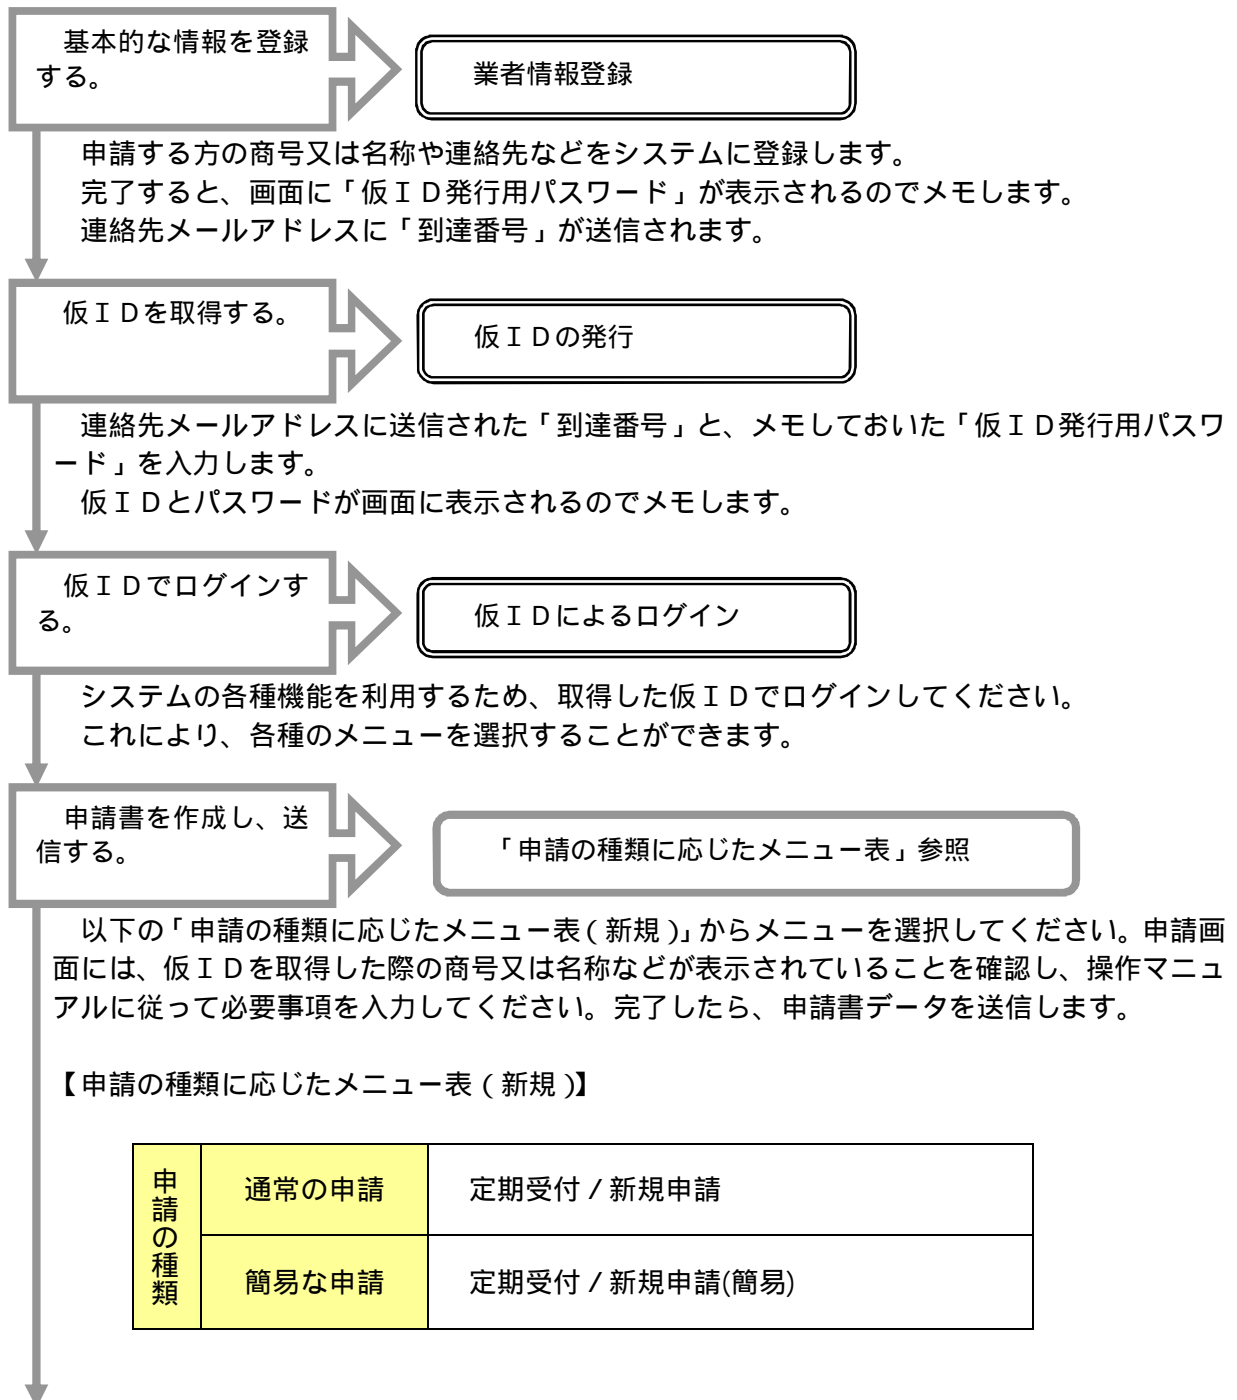 基本的な情報を登録
する。
業者情報登録
　申請する方の商号又は名称や連絡先などをシステムに登録します。
　完了すると、画面に「仮ＩＤ発行用パスワード」が表示されるのでメモします。
　連絡先メールアドレスに「到達番号」が送信されます。
　仮ＩＤを取得する。
仮ＩＤの発行
　連絡先メールアドレスに送信された「到達番号」と、メモしておいた「仮ＩＤ発行用パスワ
ード」を入力します。
　仮ＩＤとパスワードが画面に表示されるのでメモします。
　仮ＩＤでログインす
る。
仮ＩＤによるログイン
　システムの各種機能を利用するため、取得した仮ＩＤでログインしてください。
　これにより、各種のメニューを選択することができます。
　申請書を作成し、送
信する。
「申請の種類に応じたメニュー表」参照
　以下の「申請の種類に応じたメニュー表（新規）」からメニューを選択してください。申請画
面には、仮ＩＤを取得した際の商号又は名称などが表示されていることを確認し、操作マニュ
アルに従って必要事項を入力してください。完了したら、申請書データを送信します。
【申請の種類に応じたメニュー表（新規）】
申請の種類
通常の申請
定期受付／新規申請
簡易な申請
定期受付／新規申請(簡易)